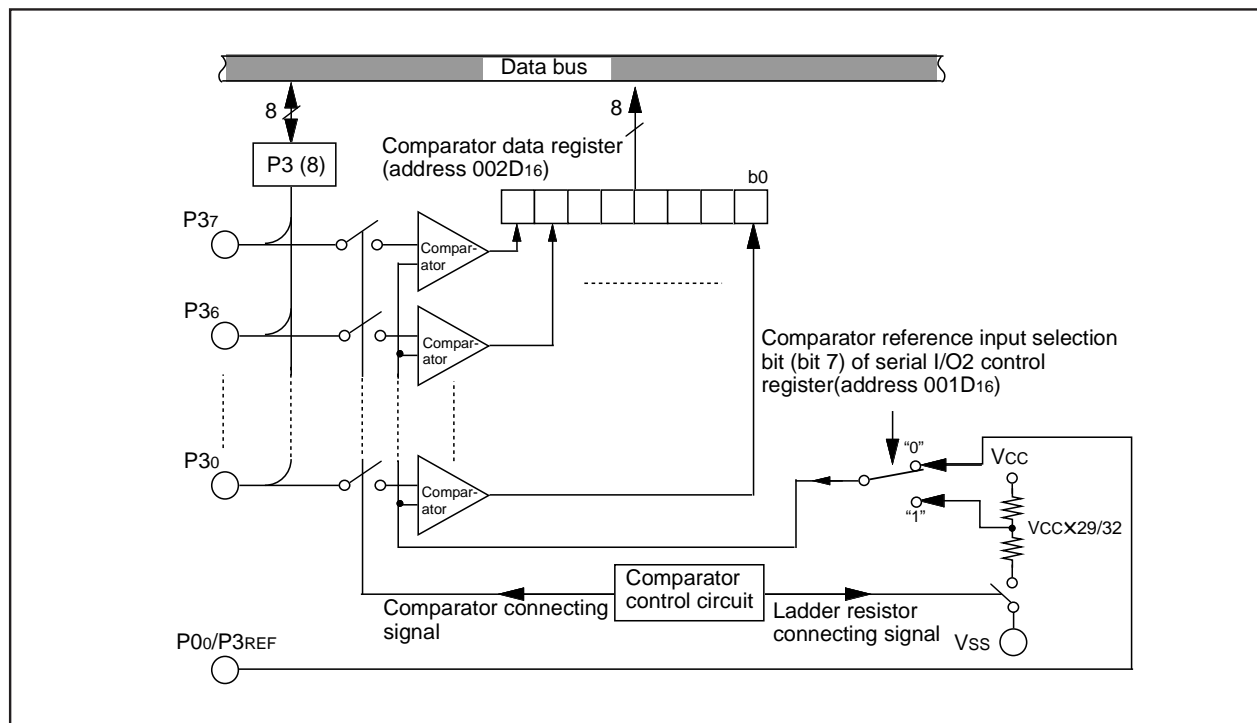 Data bus
8
8
Comparator data register
(address 002D16)
P3 (8)
b0
P37
Compar-
ator
P36
Compar-
ator
Comparator reference input selection
bit (bit 7) of serial I/O2 control
register(address 001D16)
P30
Compar-
ator
“0”
VCC
“1”
VCC×29/32
Comparator
control circuit
Comparator connecting
signal
Ladder resistor
connecting signal
VSS
P00/P3REF